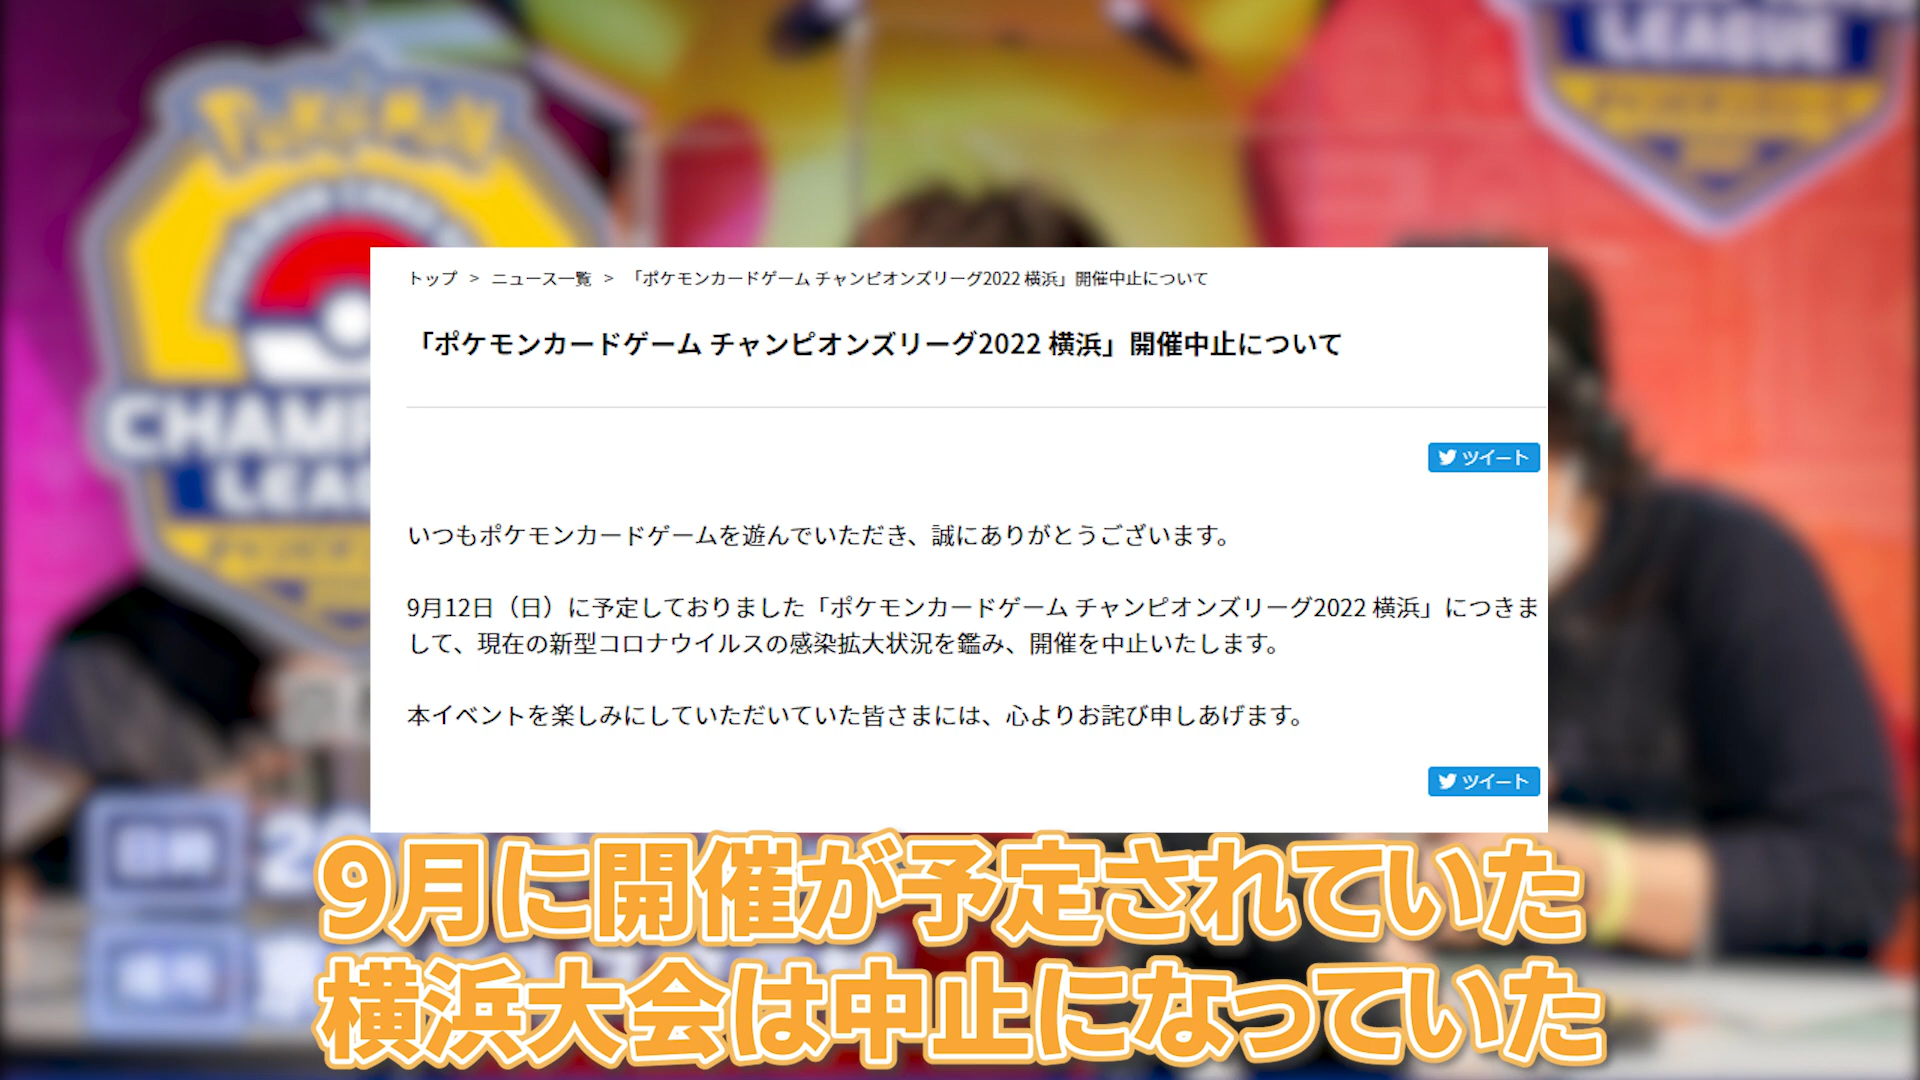 LEAGUE
Pokémon
CHAMP
LEAG
トップ > ニュース一覧 > 「ポケモンカードゲーム チャンピオンズリーグ2022 横浜」開催中止について
「ポケモンカードゲーム チャンピオンズリーグ2022 横浜」開催中止について
ツイート
いつもポケモンカードゲームを遊んでいただき、誠にありがとうございます。
9月12日（日）に予定しておりました「ポケモンカードゲーム チャンピオンズリーグ2022 横浜」につきま
して、現在の新型コロナウイルスの感染拡大状況を鑑み、開催を中止いたします。
本イベントを楽しみにしていただいていた皆さまには、心よりお詫び申しあげます。
ツイート
9月に開催が予定されていた
横浜大会は中止になっていた